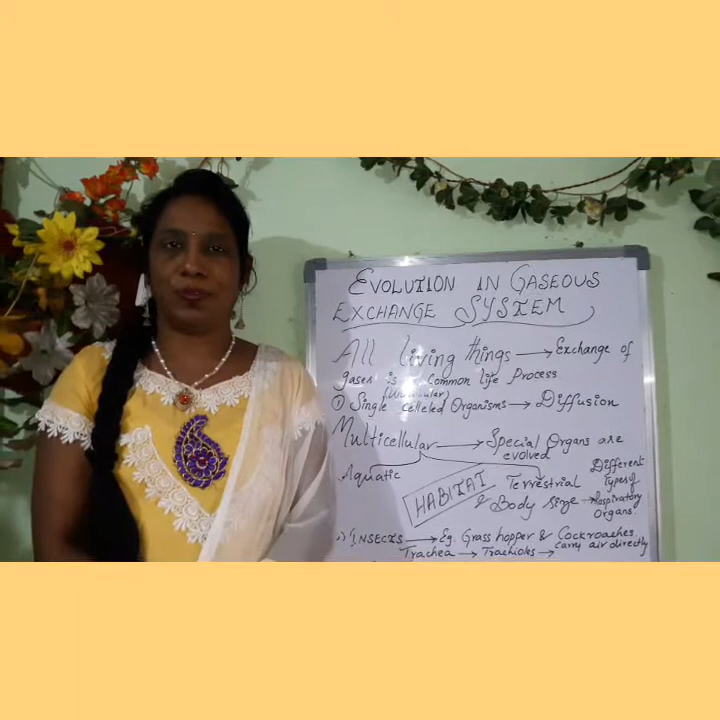 EVOLUTION IN GASEOUS
EXCHANGE SYSTEM
All living things → Exchange of
gases is a Common life Process
(Unicellular)
① Single celleled Organisms → Diffusion
Multicellular → Special Organs are
evolved
Aquatic Terrestrial Different
Types of
HABITAT & Body Size → Respiratory
Organs.
INSECTS → Eg. Grass hopper & Cockroaches
Trachea → Tracheoles → carry air directly